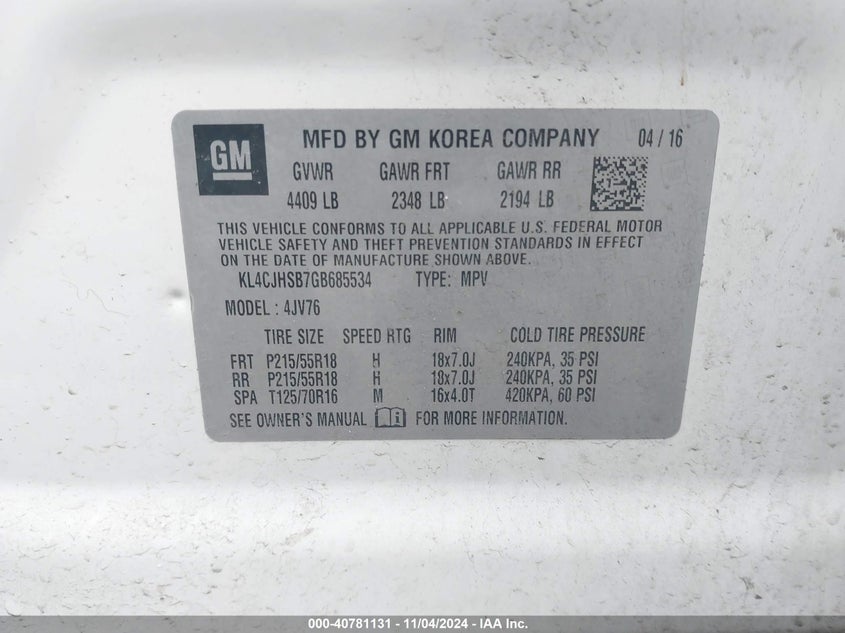 GM
MFD BY GM KOREA COMPANY 04 / 16
GVWR GAWR FRT GAWR RR
4409 LB 2348 LB 2194 LB
THIS VEHICLE CONFORMS TO ALL APPLICABLE U.S. FEDERAL MOTOR
VEHICLE SAFETY AND THEFT PREVENTION STANDARDS IN EFFECT
ON THE DATE OF MANUFACTURE SHOWN ABOVE.
KL4CJHSB7GB685534 TYPE: MPV
MODEL : 4JV76
TIRE SIZE SPEED RTG RIM COLD TIRE PRESSURE
FRT P215/55R18 H 18x7.0J 240KPA, 35 PSI
RR P215/55R18 H 18x7.0J 240KPA, 35 PSI
SPA T125/70R16 M 16x4.0T 420KPA, 60 PSI
SEE OWNER'S MANUAL i FOR MORE INFORMATION.
000-40781131 - 11/04/2024 - IAA Inc.